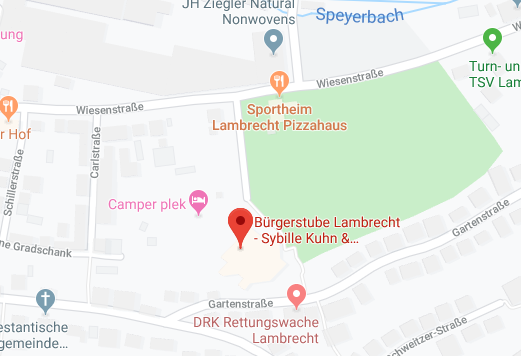 JH Ziegler Natural
Nonwovens
Speyerbach
ung
Turn- un
TSV Lam
Wiesenstraße
Sportheim
Lambrecht Pizzahaus
Wiesenstraße
r Hof
Carlstraße
Schillerstraße
Camper plek
Bürgerstube Lambrecht
- Sybille Kuhn &...
Gartenstraße
ne Gradschank
Gartenstraße
DRK Rettungswache
Lambrecht
estantische
gemeinde...
chweitzer-Straße